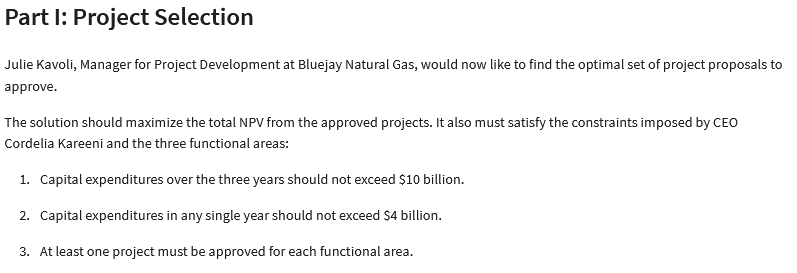 Part I: Project Selection
Julie Kavoli, Manager for Project Development at Bluejay Natural Gas, would now like to find the optimal set of project proposals to
approve.
The solution should maximize the total NPV from the approved projects. It also must satisfy the constraints imposed by CEO
Cordelia Kareeni and the three functional areas:
1. Capital expenditures over the three years should not exceed $10 billion.
2. Capital expenditures in any single year should not exceed $4 billion.
3. At least one project must be approved for each functional area.